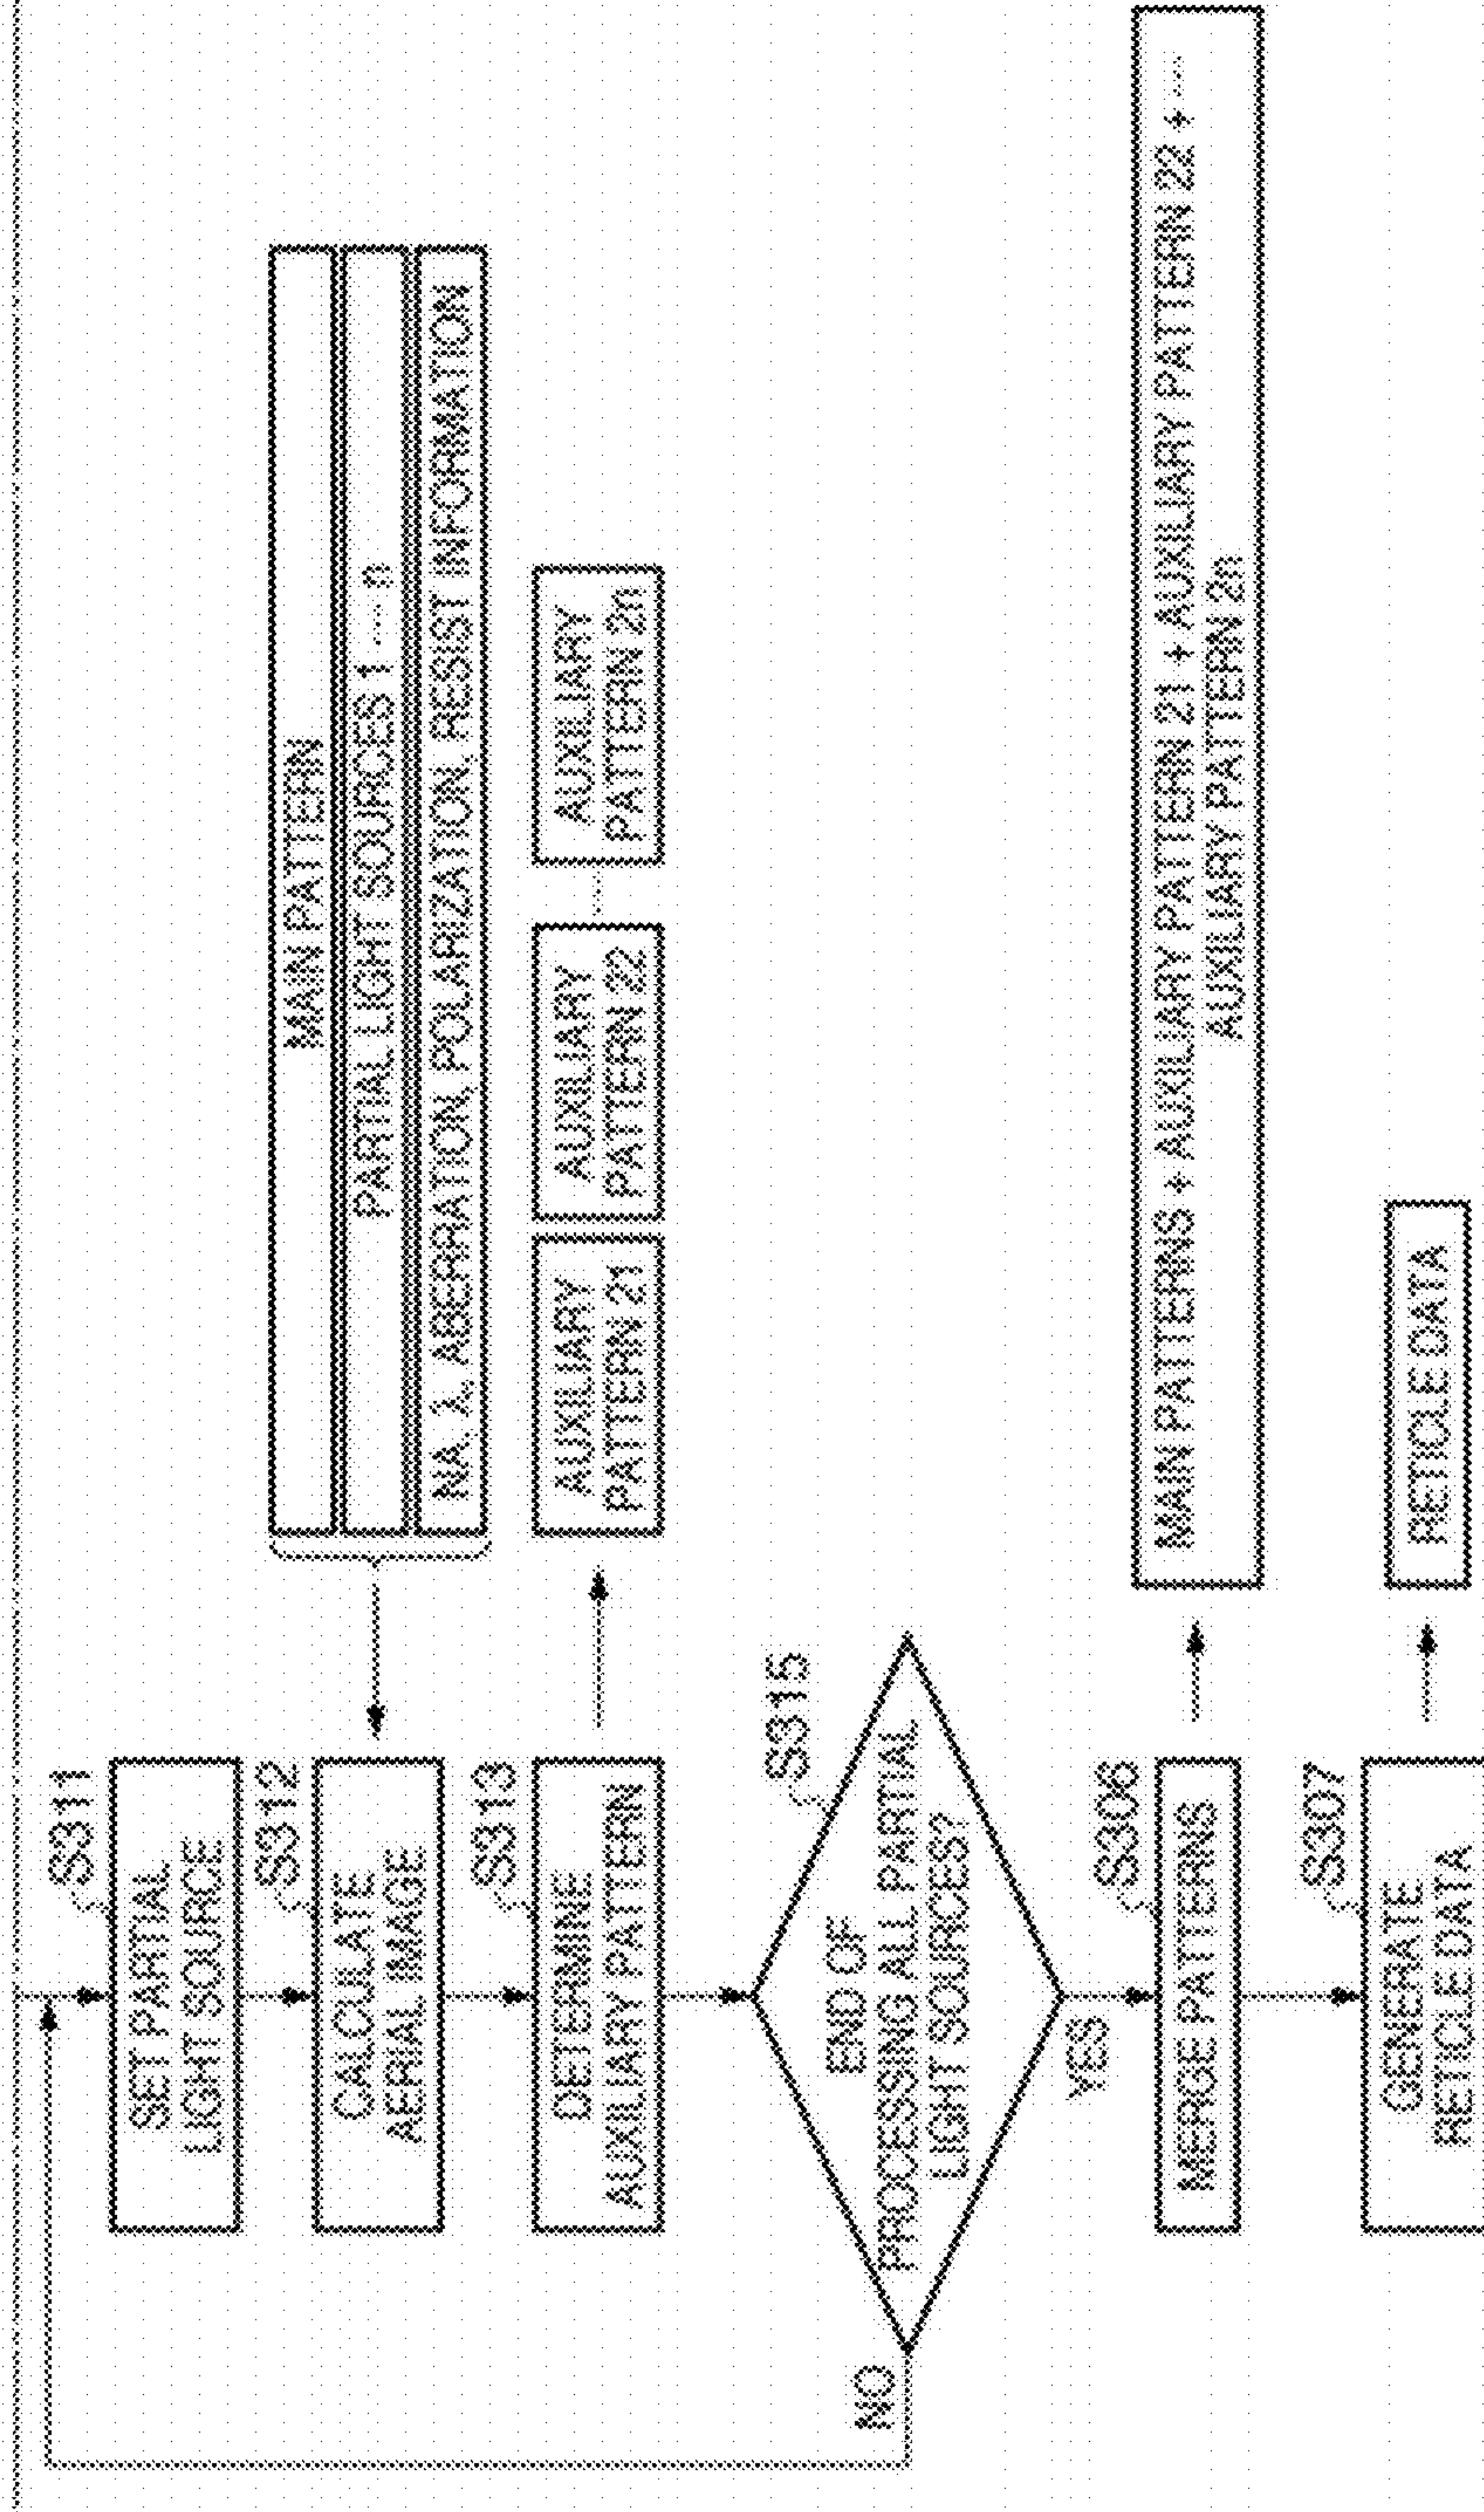 S311
SET PARTIAL
LIGHT SOURCE
S312
CALCULATE
AERIAL IMAGE
MAIN PATTERN
PARTIAL LIGHT SOURCES 1 ---- n
NA, λ, ABERRATION, POLARIZATION, RESIST INFORMATION
S313
DETERMINE
AUXILIARY PATTERN
AUXILIARY
PATTERN 21
AUXILIARY
PATTERN 22
AUXILIARY
PATTERN 2n
S315
END OF
PROCESSING ALL PARTIAL
LIGHT SOURCES?
NO
YES
S306
MERGE PATTERNS
MAIN PATTERNS + AUXILIARY PATTERN 21 + AUXILIARY PATTERN 22 + ----
AUXILIARY PATTERN 2n
S307
GENERATE
RETICLE DATA
RETICLE DATA